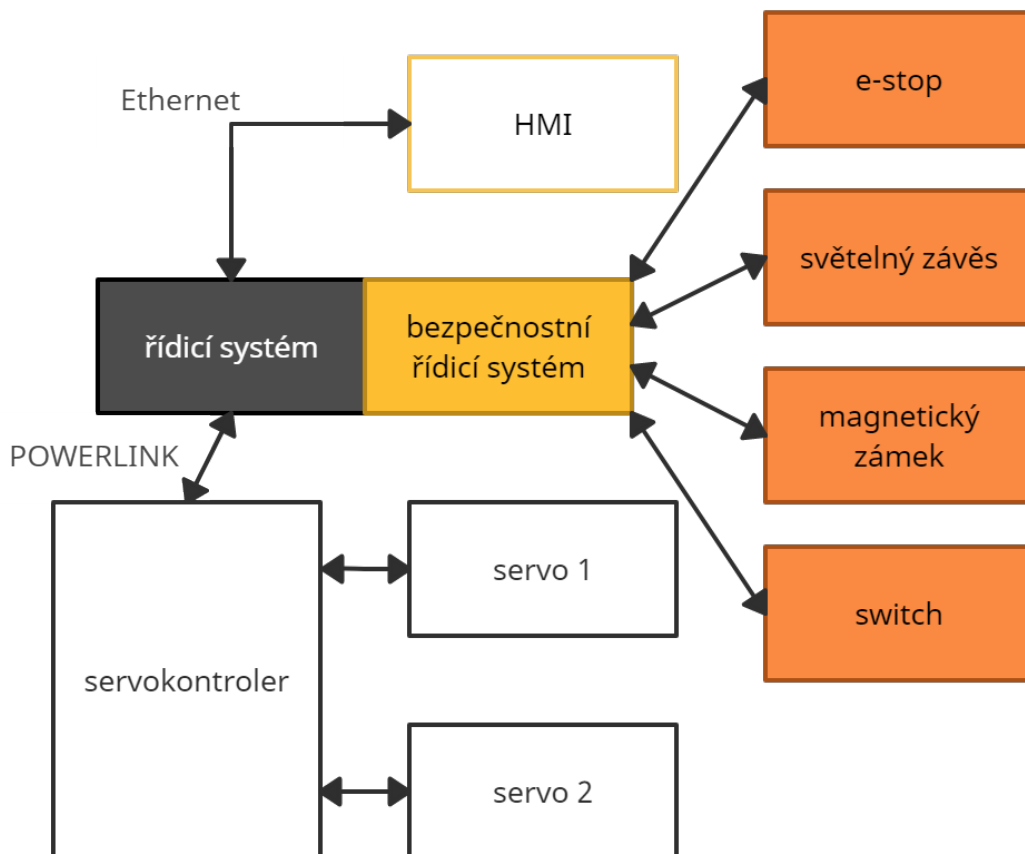 Ethernet
HMI
e-stop
světelný závěs
řídicí systém
bezpečnostní
řídicí systém
magnetický
zámek
POWERLINK
servo 1
switch
servokontroler
servo 2